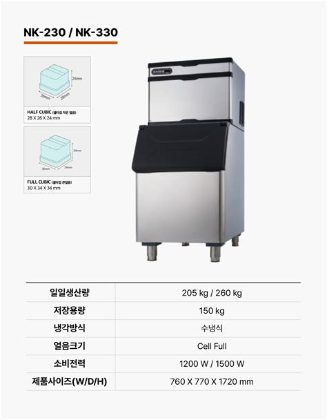 NK-230 / NK-330
HALF CUBIC
28 X 28 X 24 mm
FULL CUBIC
30 X 34 X 34 mm
일일생산량 205 kg / 260 kg
저장용량 150 kg
냉각방식 수냉식
얼음크기 Cell Full
소비전력 1200 W / 1500 W
제품사이즈(W/D/H) 760 X 770 X 1720 mm